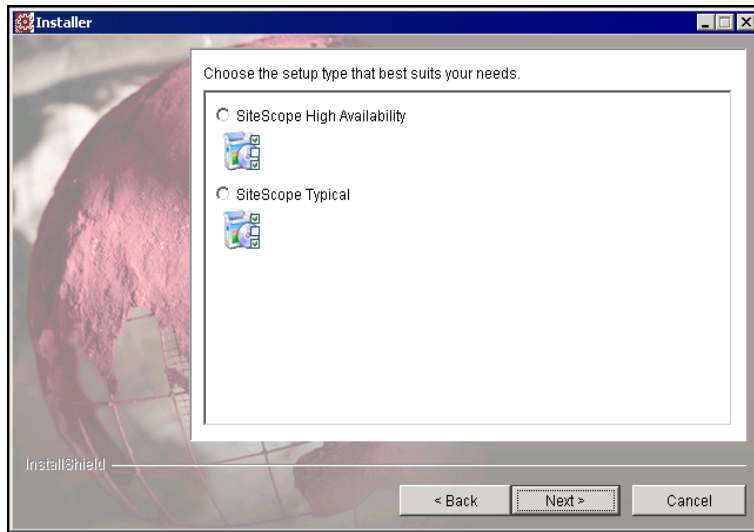 Installer
Choose the setup type that best suits your needs.
SiteScope High Availability
SiteScope Typical
InstallShield
< Back
Next >
Cancel